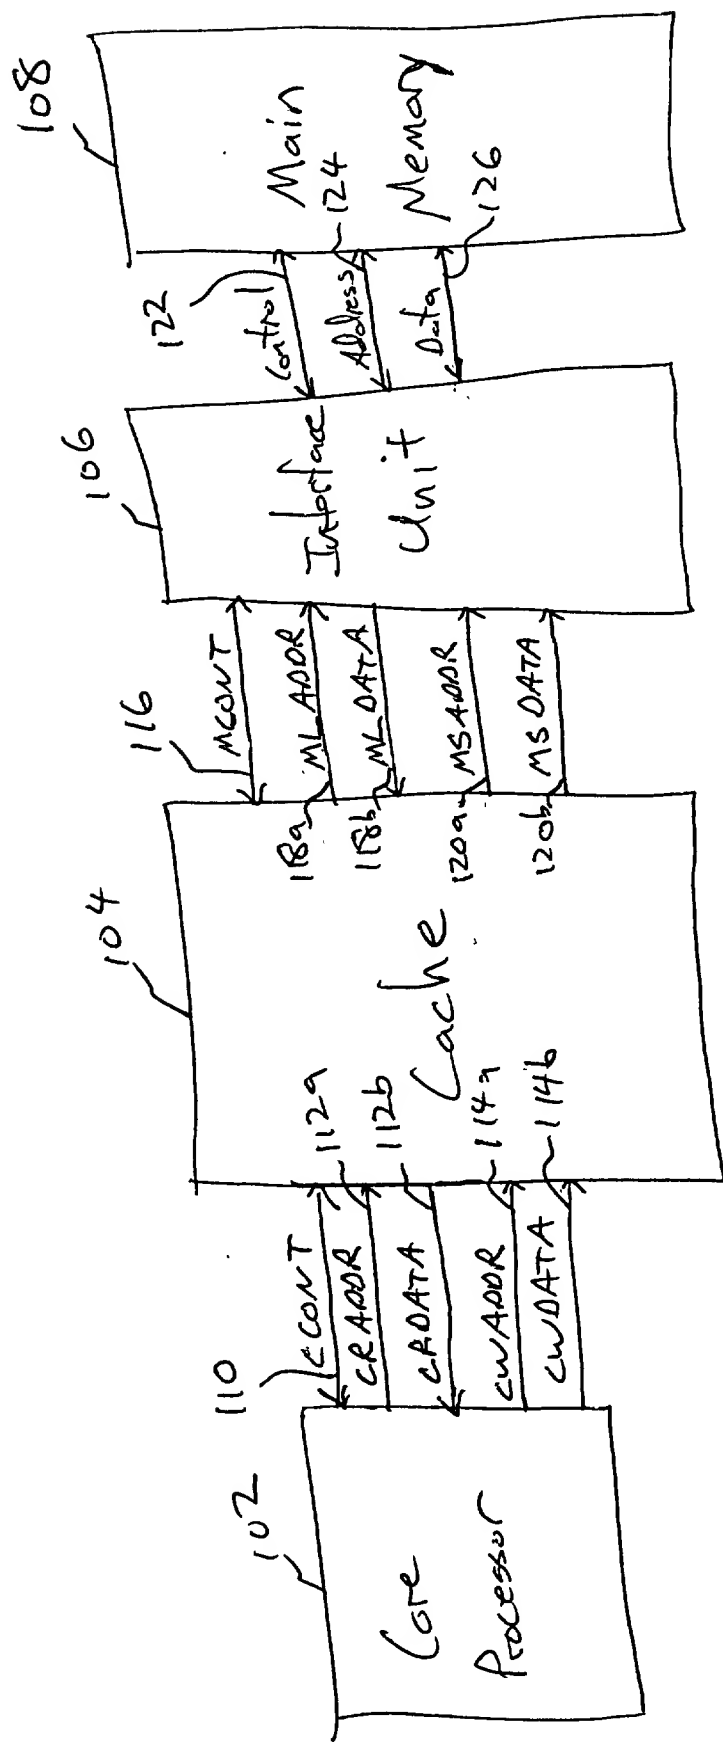 102
Core
Processor
110
CCONT
CRADDR
112a
CRDATA
112b
CWADDR
114a
CWDATA
114b
104
Cache
116
MCONT
118a
MLADDR
118b
MLDATA
120a
MSADDR
120b
MSDATA
106
Interface
Unit
122
Control
124
Address
126
Data
108
Main
Memory